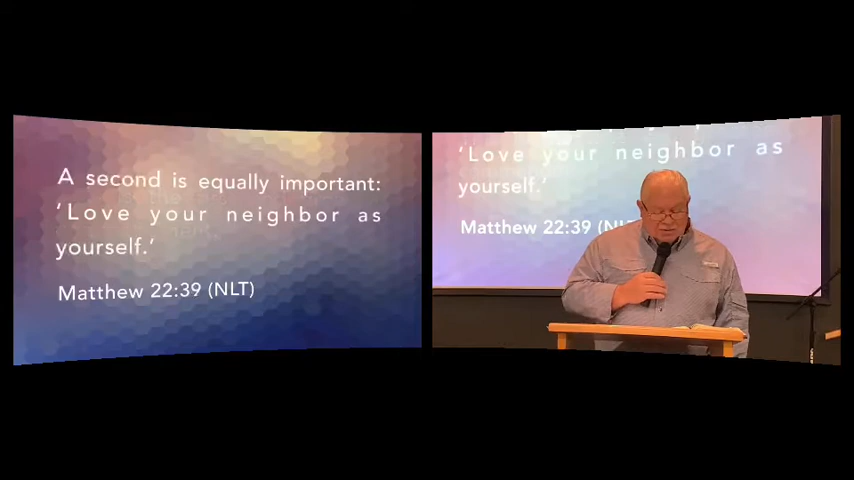 A second is equally important:
‘Love your neighbor as
yourself.’
Matthew 22:39 (NLT)
‘Love your neighbor as
yourself.’
Matthew 22:39 (NLT)